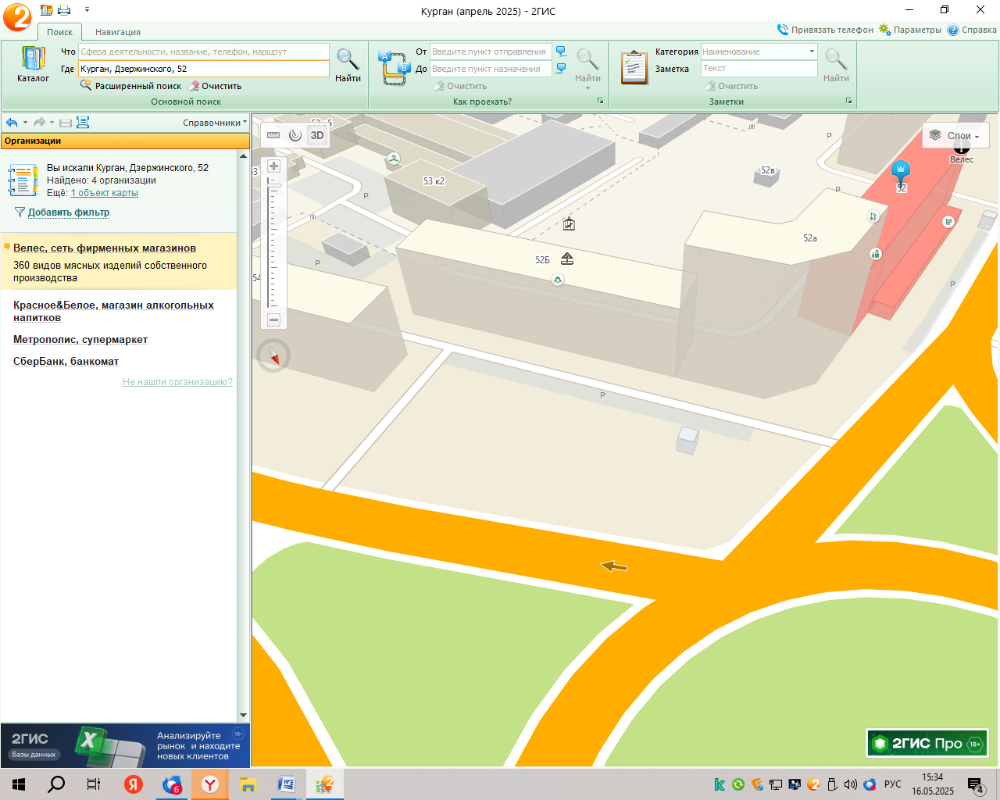 Курган (апрель 2025) - 2ГИС
Поиск
Навигация
Привязать телефон
Параметры
Справка
Каталог
Что
Сфера деятельности, название, телефон, маршрут
Где
Курган, Дзержинского, 52
Расширенный поиск
Очистить
Найти
Основной поиск
От
Введите пункт отправления
До
Введите пункт назначения
Очистить
Найти
Как проехать?
Категория
Наименование
Заметка
Текст
Очистить
Найти
Заметки
Справочники
Организации
Вы искали Курган, Дзержинского, 52
Найдено: 4 организации
Ещё: 1 объект карты
Добавить фильтр
Велес, сеть фирменных магазинов
360 видов мясных изделий собственного
производства
Красное&Белое, магазин алкогольных
напитков
Метрополис, супермаркет
СберБанк, банкомат
Не нашли организацию?
2ГИС
Базы данных
Анализируйте
рынок и находите
новых клиентов
18+
3D
Слои
Велес
52
52в
53 к2
52Б
52а
54
P
P
P
P
P
P
A
B
2ГИС Про
18+
15:34
РУС
16.05.2025
6
4